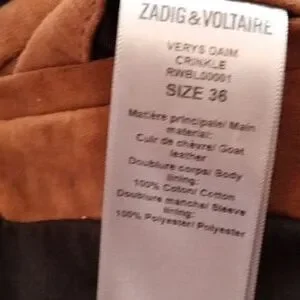 ZADIG & VOLTAIRE
VERYS DAIM
CRINKLE
RWBL00001
SIZE 36
Matière principale/ Main
material:
Cuir de chèvre/ Goat
leather
Doublure corps/ Body
lining:
100% Coton/ Cotton
Doublure manche/ Sleeve
lining:
100% Polyester/ Polyester